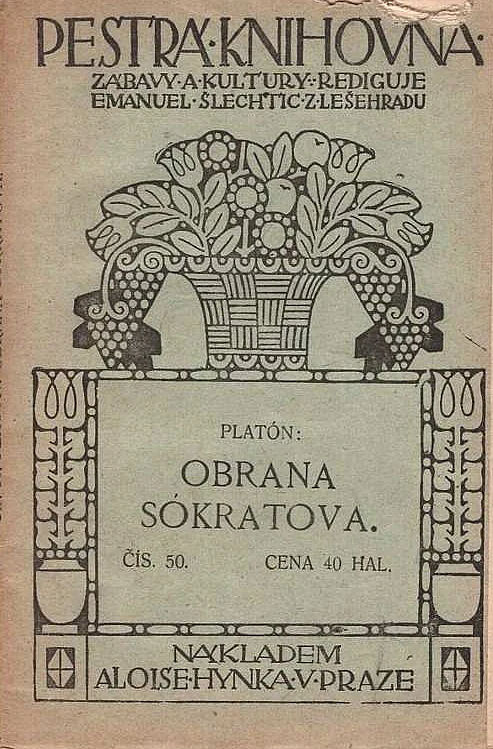 PESTRÁ·KNIHOVNA·
ZÁBAVY·A·KULTURY·REDIGUJE
EMANUEL·ŠLECHTIC·Z·LEŠEHRADU
PLATÓN:
OBRANA
SÓKRATOVA.
ČÍS. 50. CENA 40 HAL.
NÁKLADEM
ALOISE·HYNKA·V·PRAZE